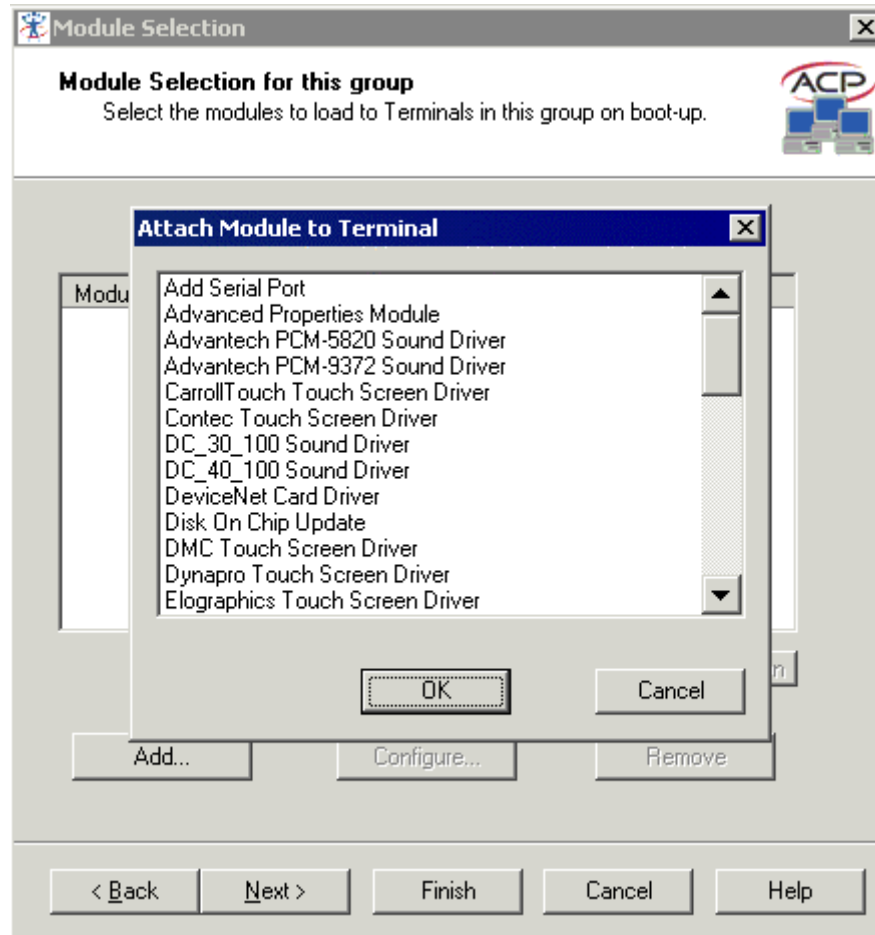 Module Selection
Module Selection for this group
Select the modules to load to Terminals in this group on boot-up.
ACP
Attach Module to Terminal
Modu
Add Serial Port
Advanced Properties Module
Advantech PCM-5820 Sound Driver
Advantech PCM-9372 Sound Driver
CarrollTouch Touch Screen Driver
Contec Touch Screen Driver
DC_30_100 Sound Driver
DC_40_100 Sound Driver
DeviceNet Card Driver
Disk On Chip Update
DMC Touch Screen Driver
Dynapro Touch Screen Driver
Elographics Touch Screen Driver
OK Cancel
n
Add... Configure... Remove
< Back Next > Finish Cancel Help